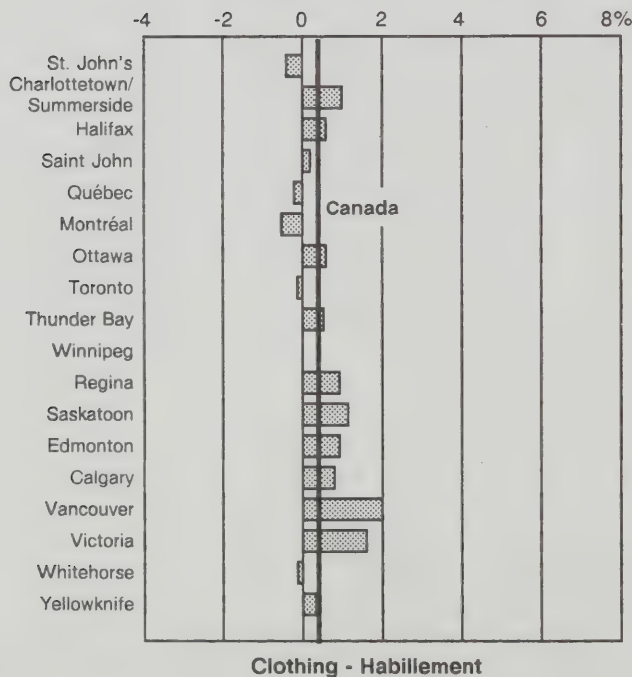 -4 -2 0 2 4 6 8%
St. John's
Charlottetown/
Summerside
Halifax
Saint John
Québec
Canada
Montréal
Ottawa
Toronto
Thunder Bay
Winnipeg
Regina
Saskatoon
Edmonton
Calgary
Vancouver
Victoria
Whitehorse
Yellowknife
Clothing - Habillement